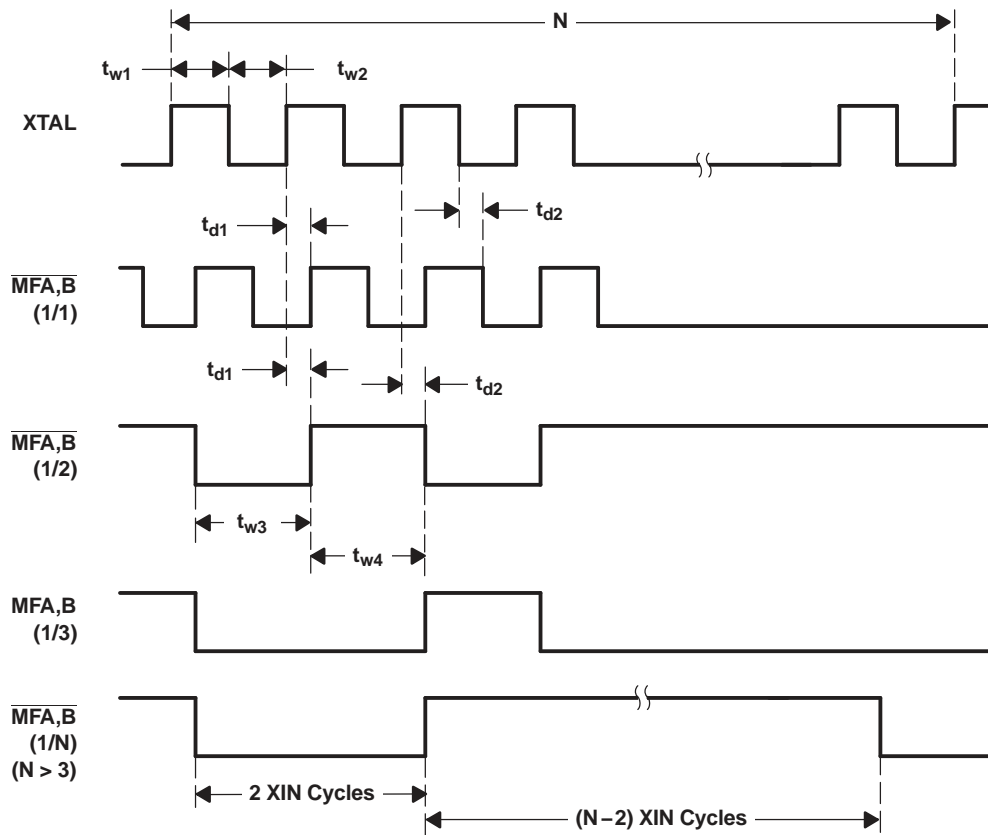 N
tw1
tw2
XTAL
td1
td2
MFA,B
(1/1)
td1
td2
MFA,B
(1/2)
tw3
tw4
MFA,B
(1/3)
MFA,B
(1/N)
(N > 3)
2 XIN Cycles
(N−2) XIN Cycles